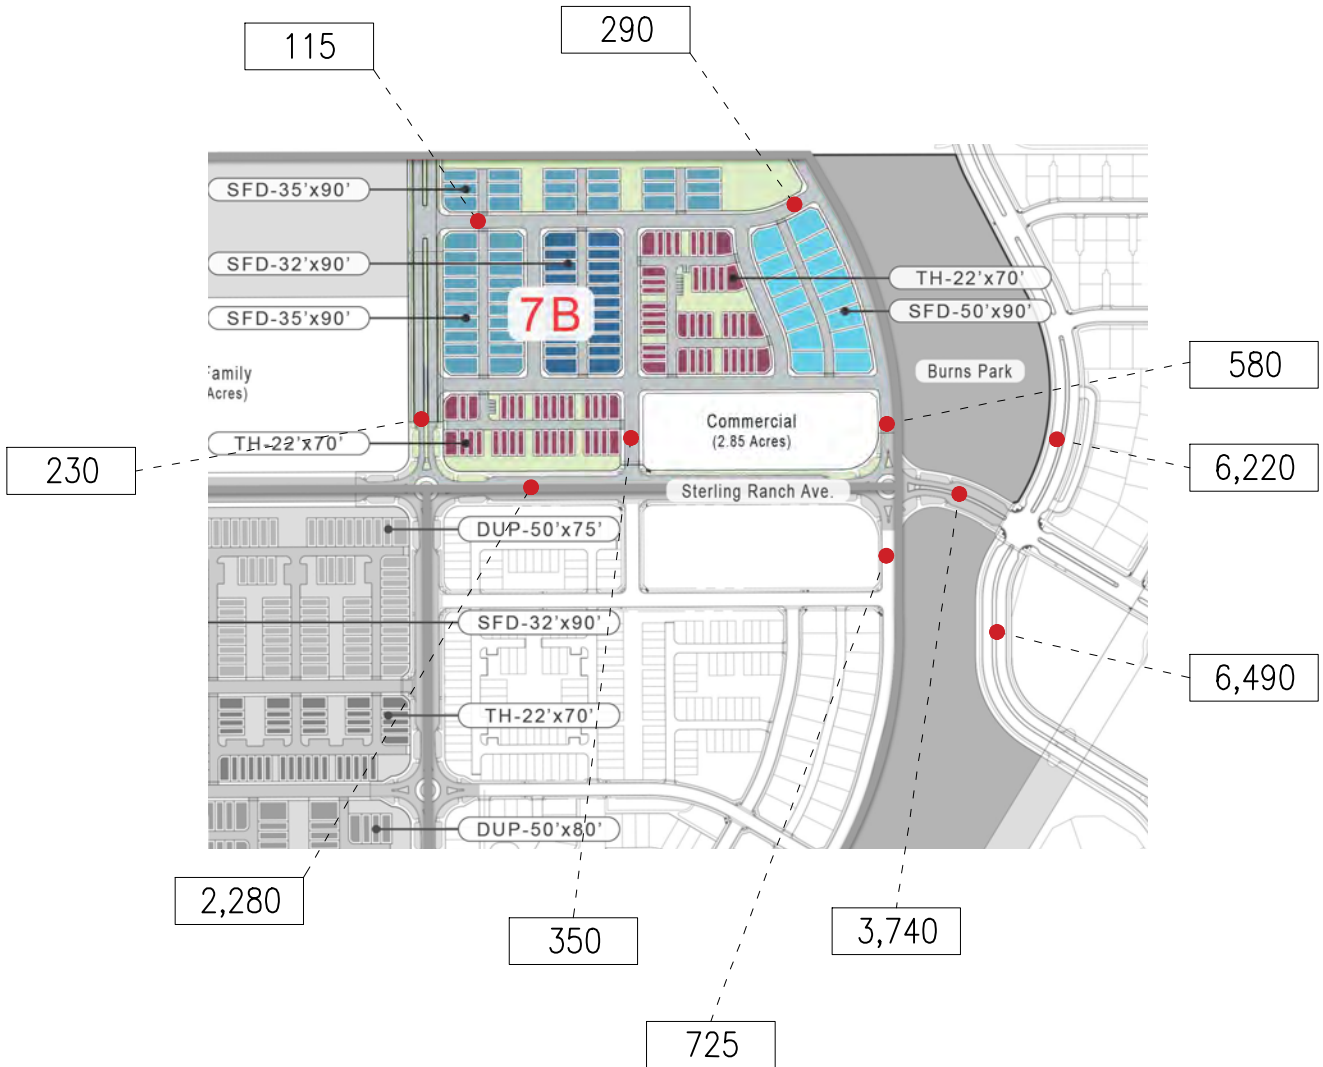 290
115
SFD-35'x90'
SFD-32'x90'
TH-22'x70'
SFD-35'x90'
7B
SFD-50'x90'
580
Burns Park
Family
Acres)
Commercial
(2.85 Acres)
TH-22'x70'
230
6,220
Sterling Ranch Ave.
DUP-50'x75'
SFD-32'x90'
6,490
TH-22'x70'
DUP-50'x80'
2,280
350
3,740
725